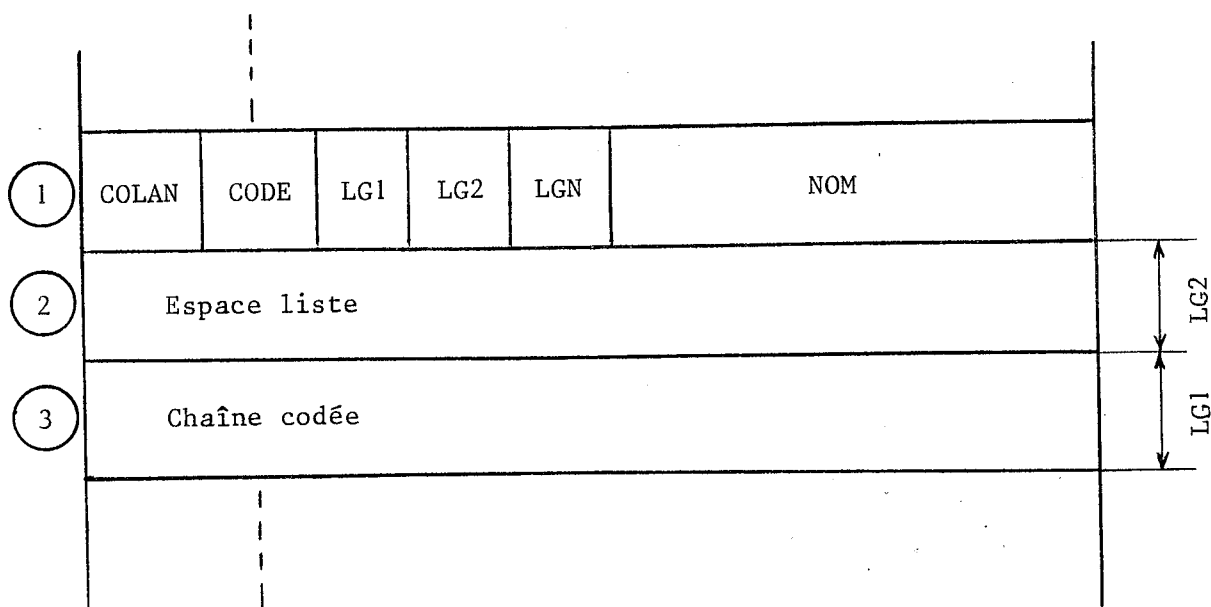 1 COLAN CODE LG1 LG2 LGN NOM
2 Espace liste LG2
3 Chaîne codée LG1